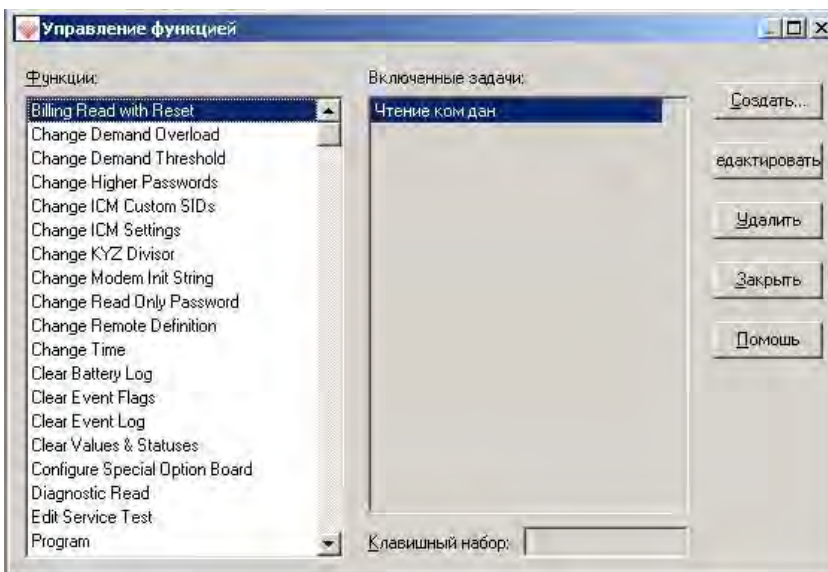 Управление функцией
Функции:
Billing Read with Reset
Change Demand Overload
Change Demand Threshold
Change Higher Passwords
Change ICM Custom SIDs
Change ICM Settings
Change KYZ Divisor
Change Modem Init String
Change Read Only Password
Change Remote Definition
Change Time
Clear Battery Log
Clear Event Flags
Clear Event Log
Clear Values & Statuses
Configure Special Option Board
Diagnostic Read
Edit Service Test
Program
Включенные задачи:
Чтение ком дан
Клавишный набор:
Создать...
едактировать
Удалить
Закрыть
Помощь